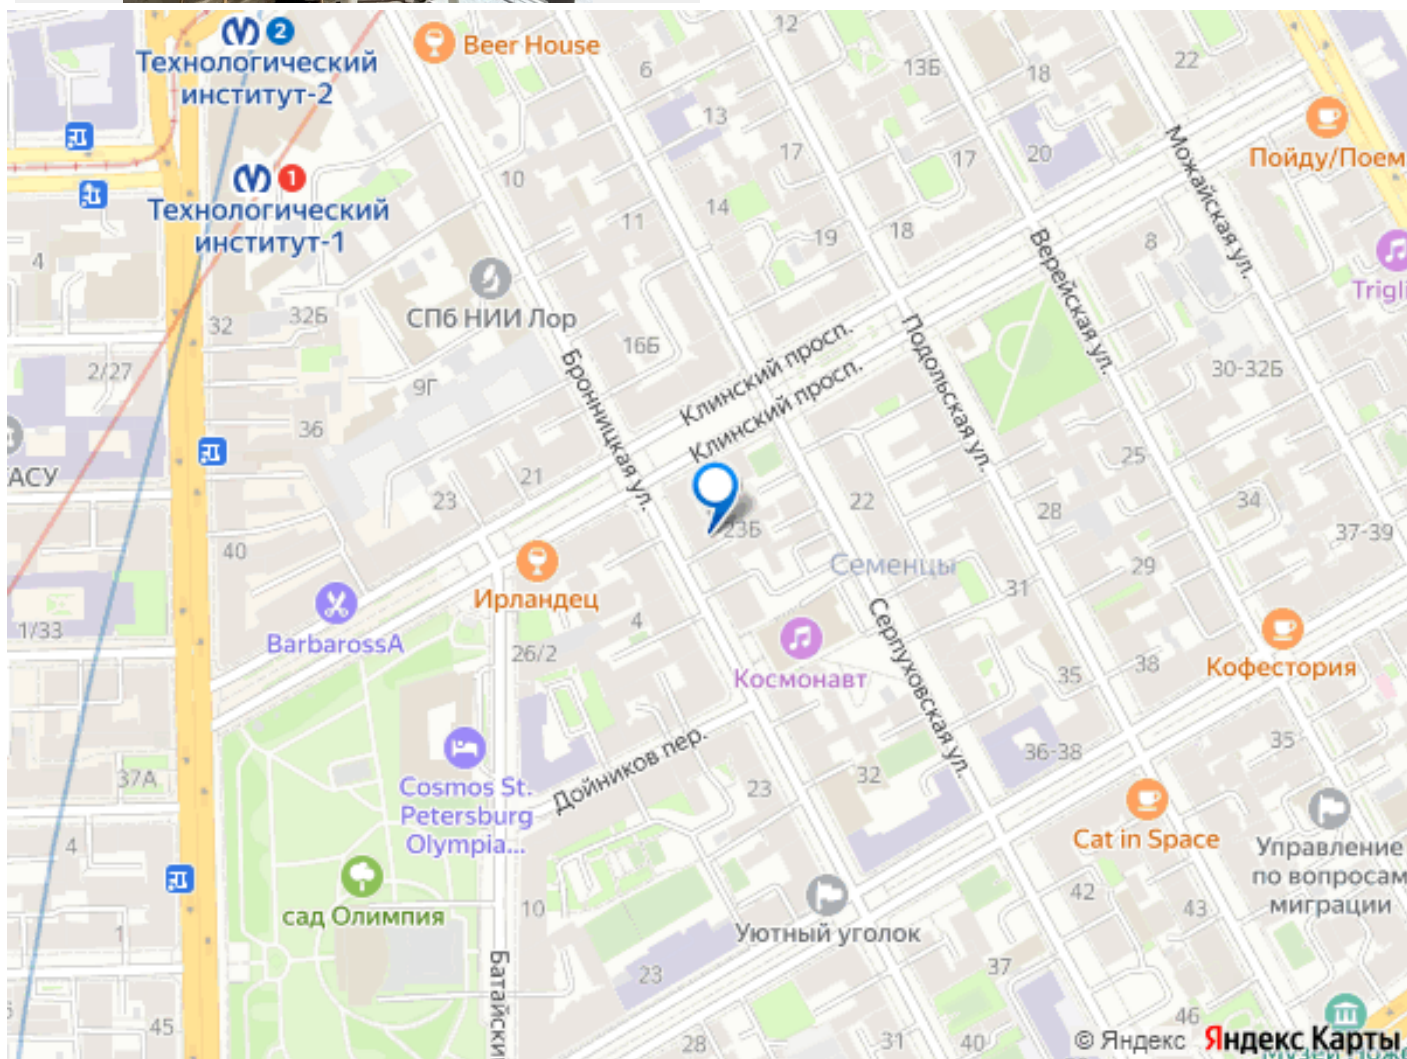 2
Технологический
институт-2
Beer House
12
6
13Б
18
22
13
Пойду/Поем
1
Технологический
институт-1
10
17
17
20
Можайская ул.
14
11
19
18
Верейская ул.
8
4
Trigli
СПб НИИ Лор
32
32Б
16Б
Клинский просп.
Клинский просп.
Подольская ул.
Бронницкая ул.
2/27
9Г
30-32Б
36
АСУ
21
23
25
22
28
34
37-39
23Б
40
Ирландец
Семенцы
29
31
BarbarossA
1/33
4
26/2
Космонавт
Серпуховская ул.
35
38
Кофестория
Cosmos St.
Petersburg
Olympia...
Дойников пер.
37А
23
32
36-38
35
Cat in Space
Управление
по вопросам
миграции
4
сад Олимпия
10
Уютный уголок
42
43
1
Батайски
23
37
45
28
31
40
46
© Яндекс
Яндекс Карты